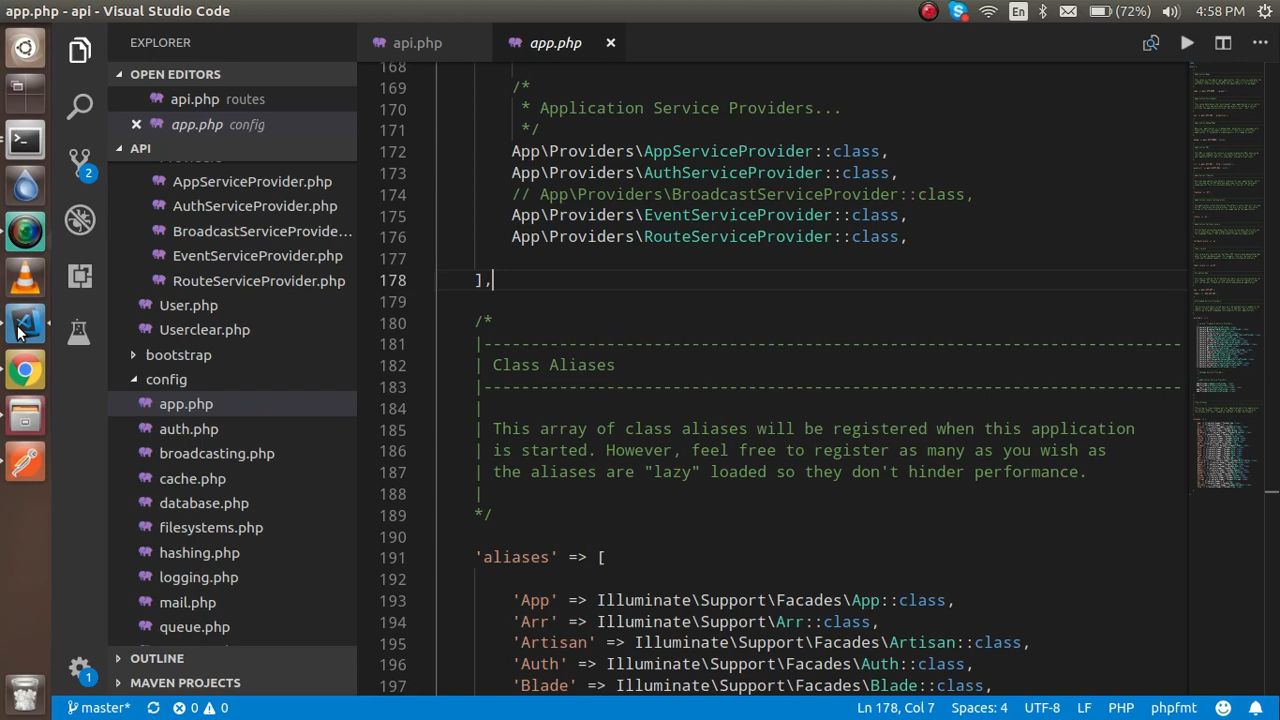 app.php - api - Visual Studio Code
En
(72%)
4:58 PM
EXPLORER
OPEN EDITORS
api.php routes
app.php config
API
AppServiceProvider.php
AuthServiceProvider.php
BroadcastServiceProvide...
EventServiceProvider.php
RouteServiceProvider.php
User.php
Userclear.php
bootstrap
config
app.php
auth.php
broadcasting.php
cache.php
database.php
filesystems.php
hashing.php
logging.php
mail.php
queue.php
OUTLINE
MAVEN PROJECTS
2
1
api.php
app.php
168
169 /*
170 * Application Service Providers...
171 */
172 App\Providers\AppServiceProvider::class,
173 App\Providers\AuthServiceProvider::class,
174 // App\Providers\BroadcastServiceProvider::class,
175 App\Providers\EventServiceProvider::class,
176 App\Providers\RouteServiceProvider::class,
177
178 ],
179
180 /*
181 |--------------------------------------------------------------------------
182 | Class Aliases
183 |--------------------------------------------------------------------------
184 |
185 | This array of class aliases will be registered when this application
186 | is started. However, feel free to register as many as you wish as
187 | the aliases are "lazy" loaded so they don't hinder performance.
188 |
189 */
190
191 'aliases' => [
192
193 'App' => Illuminate\Support\Facades\App::class,
194 'Arr' => Illuminate\Support\Arr::class,
195 'Artisan' => Illuminate\Support\Facades\Artisan::class,
196 'Auth' => Illuminate\Support\Facades\Auth::class,
197 'Blade' => Illuminate\Support\Facades\Blade::class,
master*
0
0
Ln 178, Col 7
Spaces: 4
UTF-8
LF
PHP
phpfmt